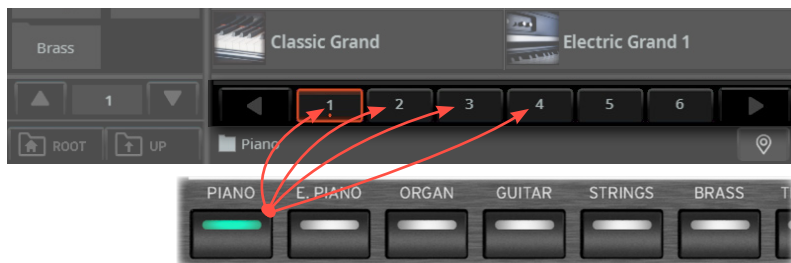 Brass
Classic Grand
Electric Grand 1
1
1
2
3
4
5
6
ROOT
UP
Piano
PIANO
E. PIANO
ORGAN
GUITAR
STRINGS
BRASS